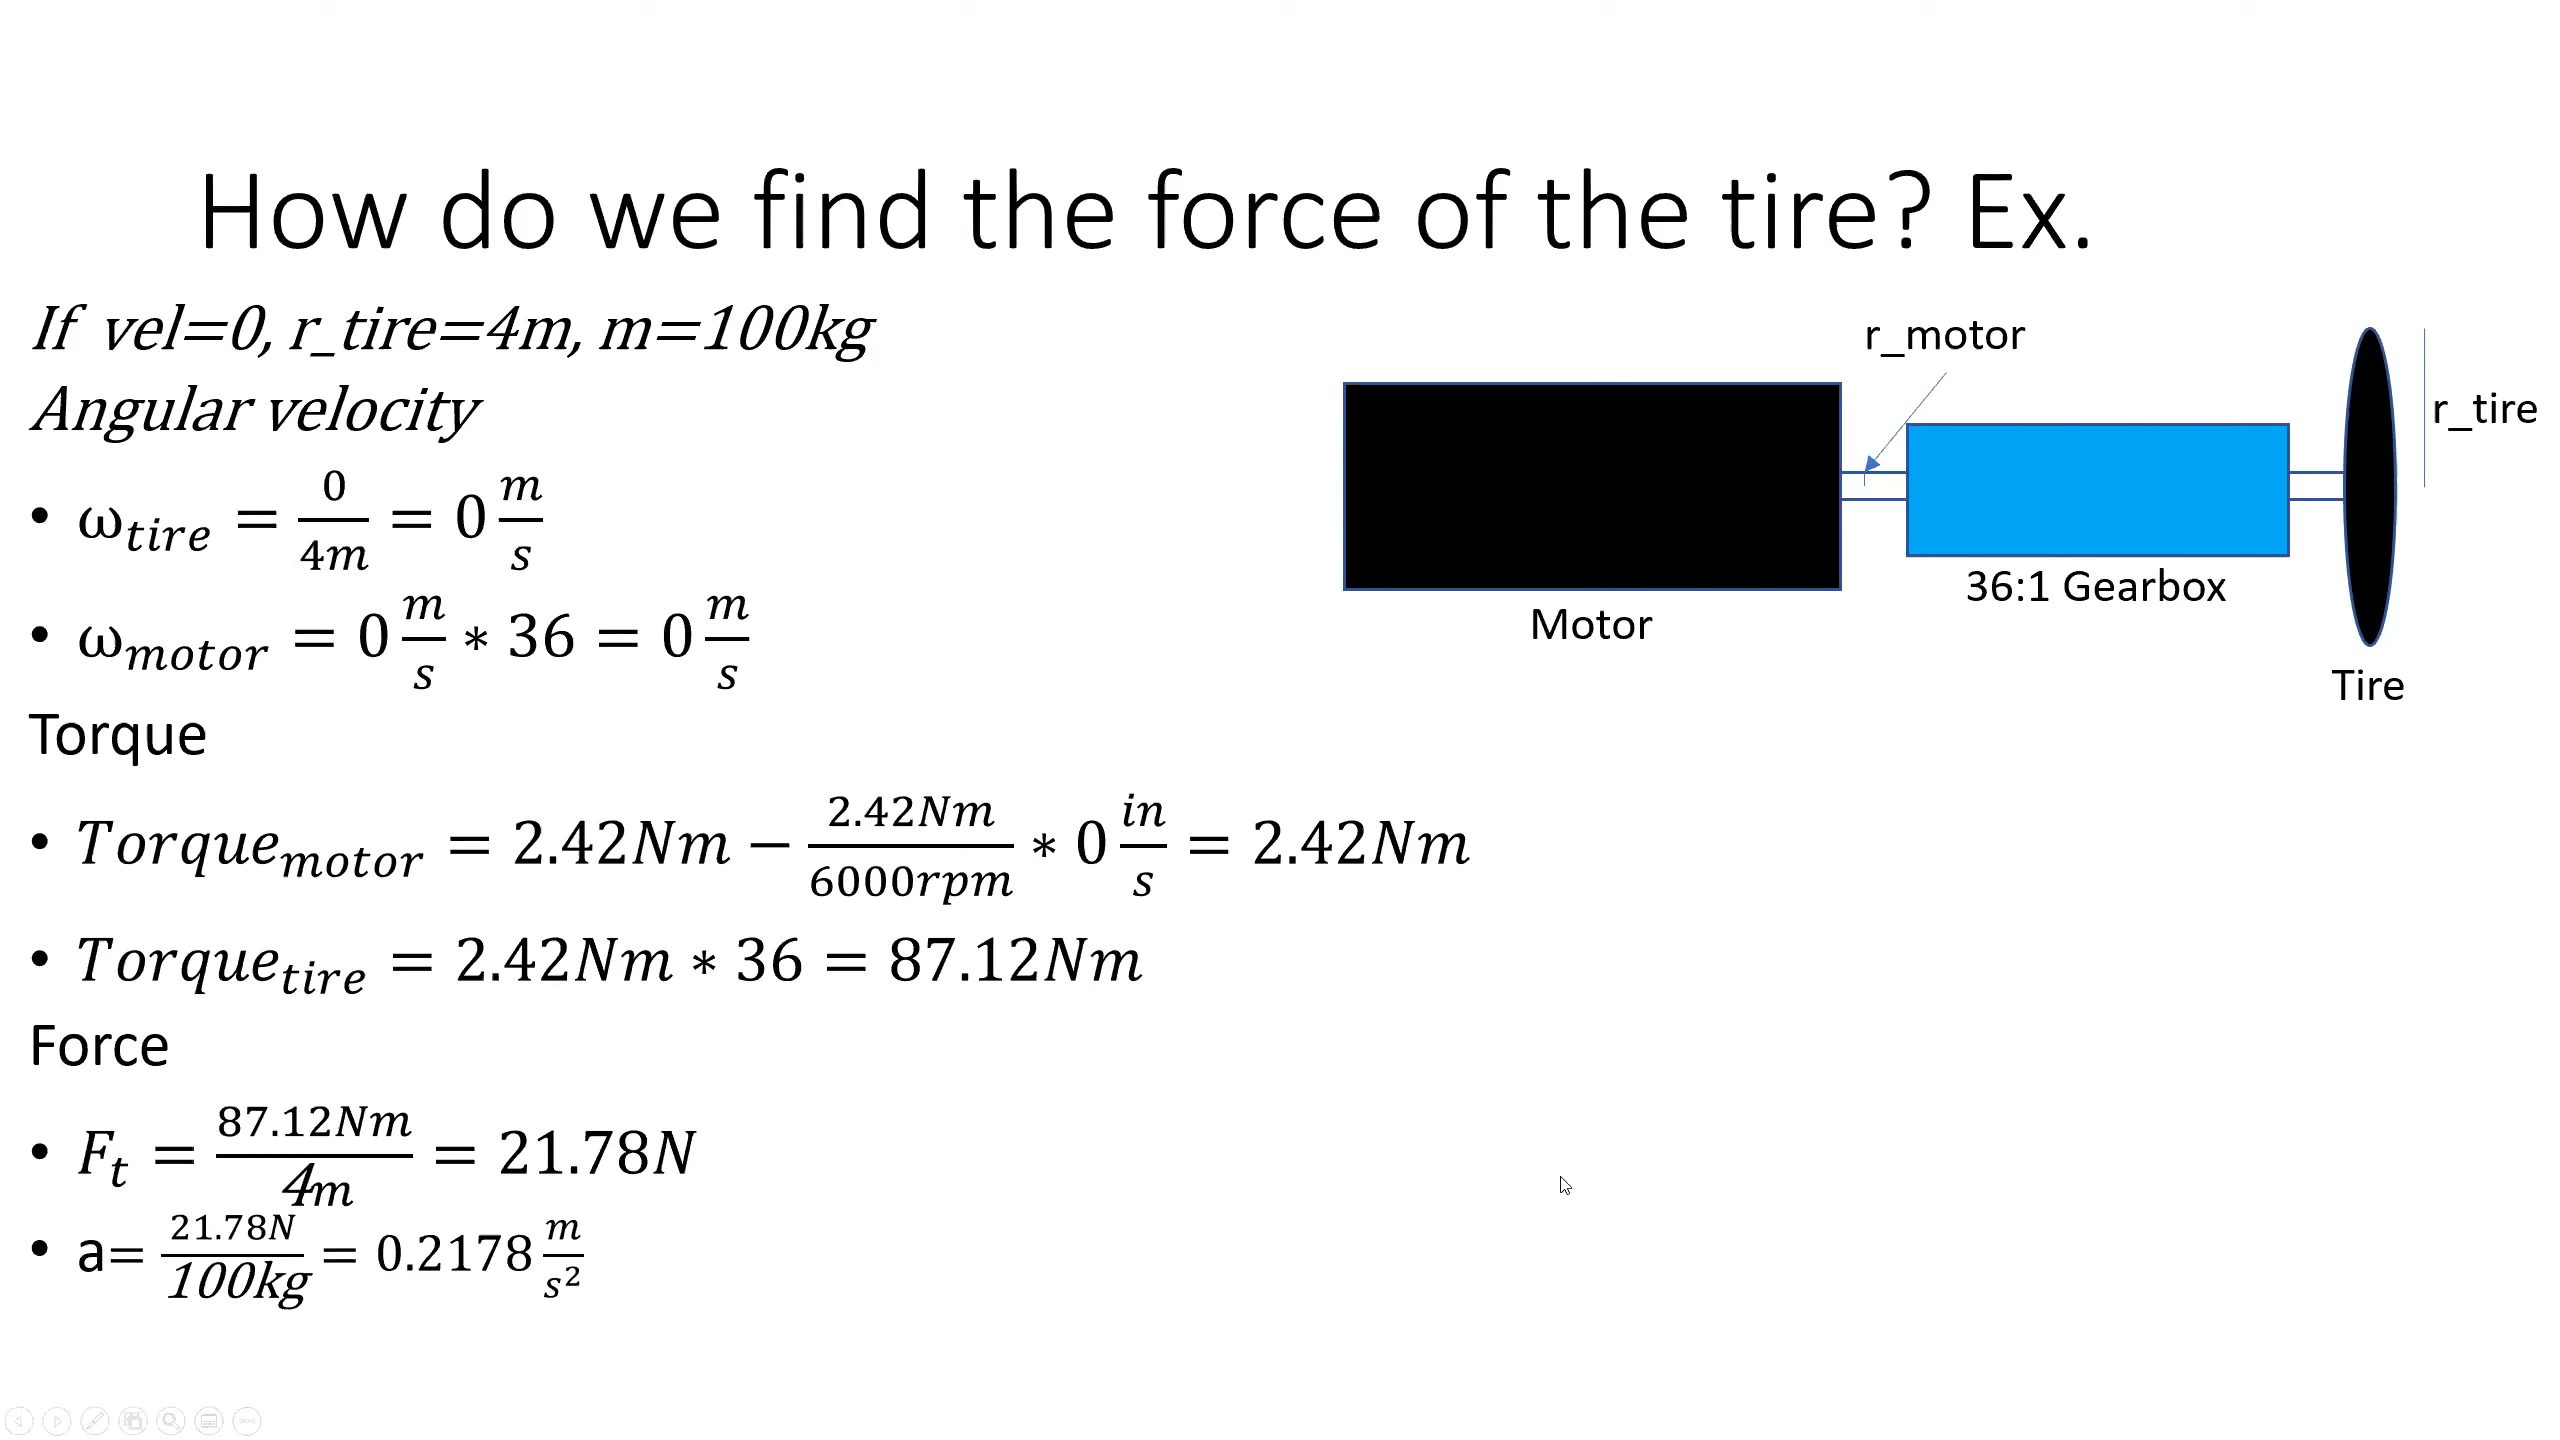 How do we find the force of the tire? Ex.
If vel=0, r_tire=4m, m=100kg
Angular velocity
• ω_tire = 0/4m = 0 m/s
• ω_motor = 0 m/s * 36 = 0 m/s
Torque
• Torque_motor = 2.42Nm − 2.42Nm/6000rpm * 0 in/s = 2.42Nm
• Torque_tire = 2.42Nm * 36 = 87.12Nm
Force
• F_t = 87.12Nm/4m = 21.78N
• a= 21.78N/100kg = 0.2178 m/s²
r_motor
r_tire
36:1 Gearbox
Motor
Tire